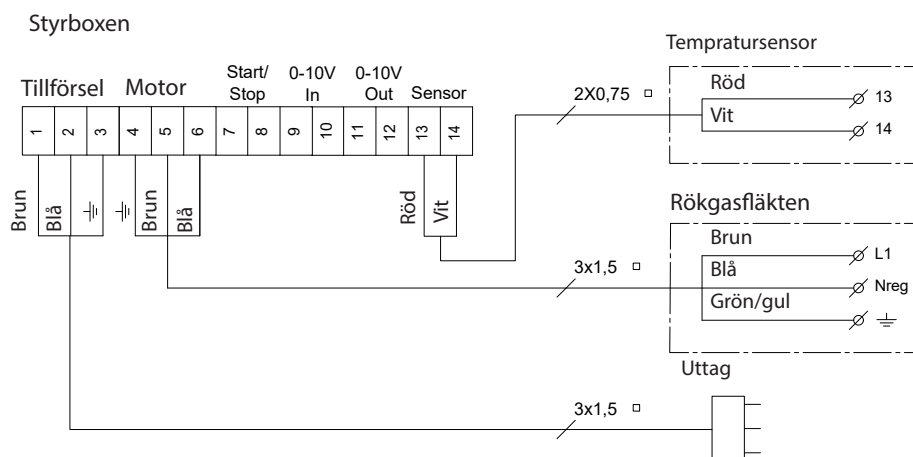 Styrboxen
Tillförsel Motor Start/ Stop 0-10V In 0-10V Out Sensor
1 2 3 4 5 6 7 8 9 10 11 12 13 14
Brun Blå Brun Blå Röd Vit
2X0,75
Tempratursensor
Röd 13
Vit 14
3x1,5
Rökgasfläkten
Brun L1
Blå Nreg
Grön/gul
3x1,5
Uttag